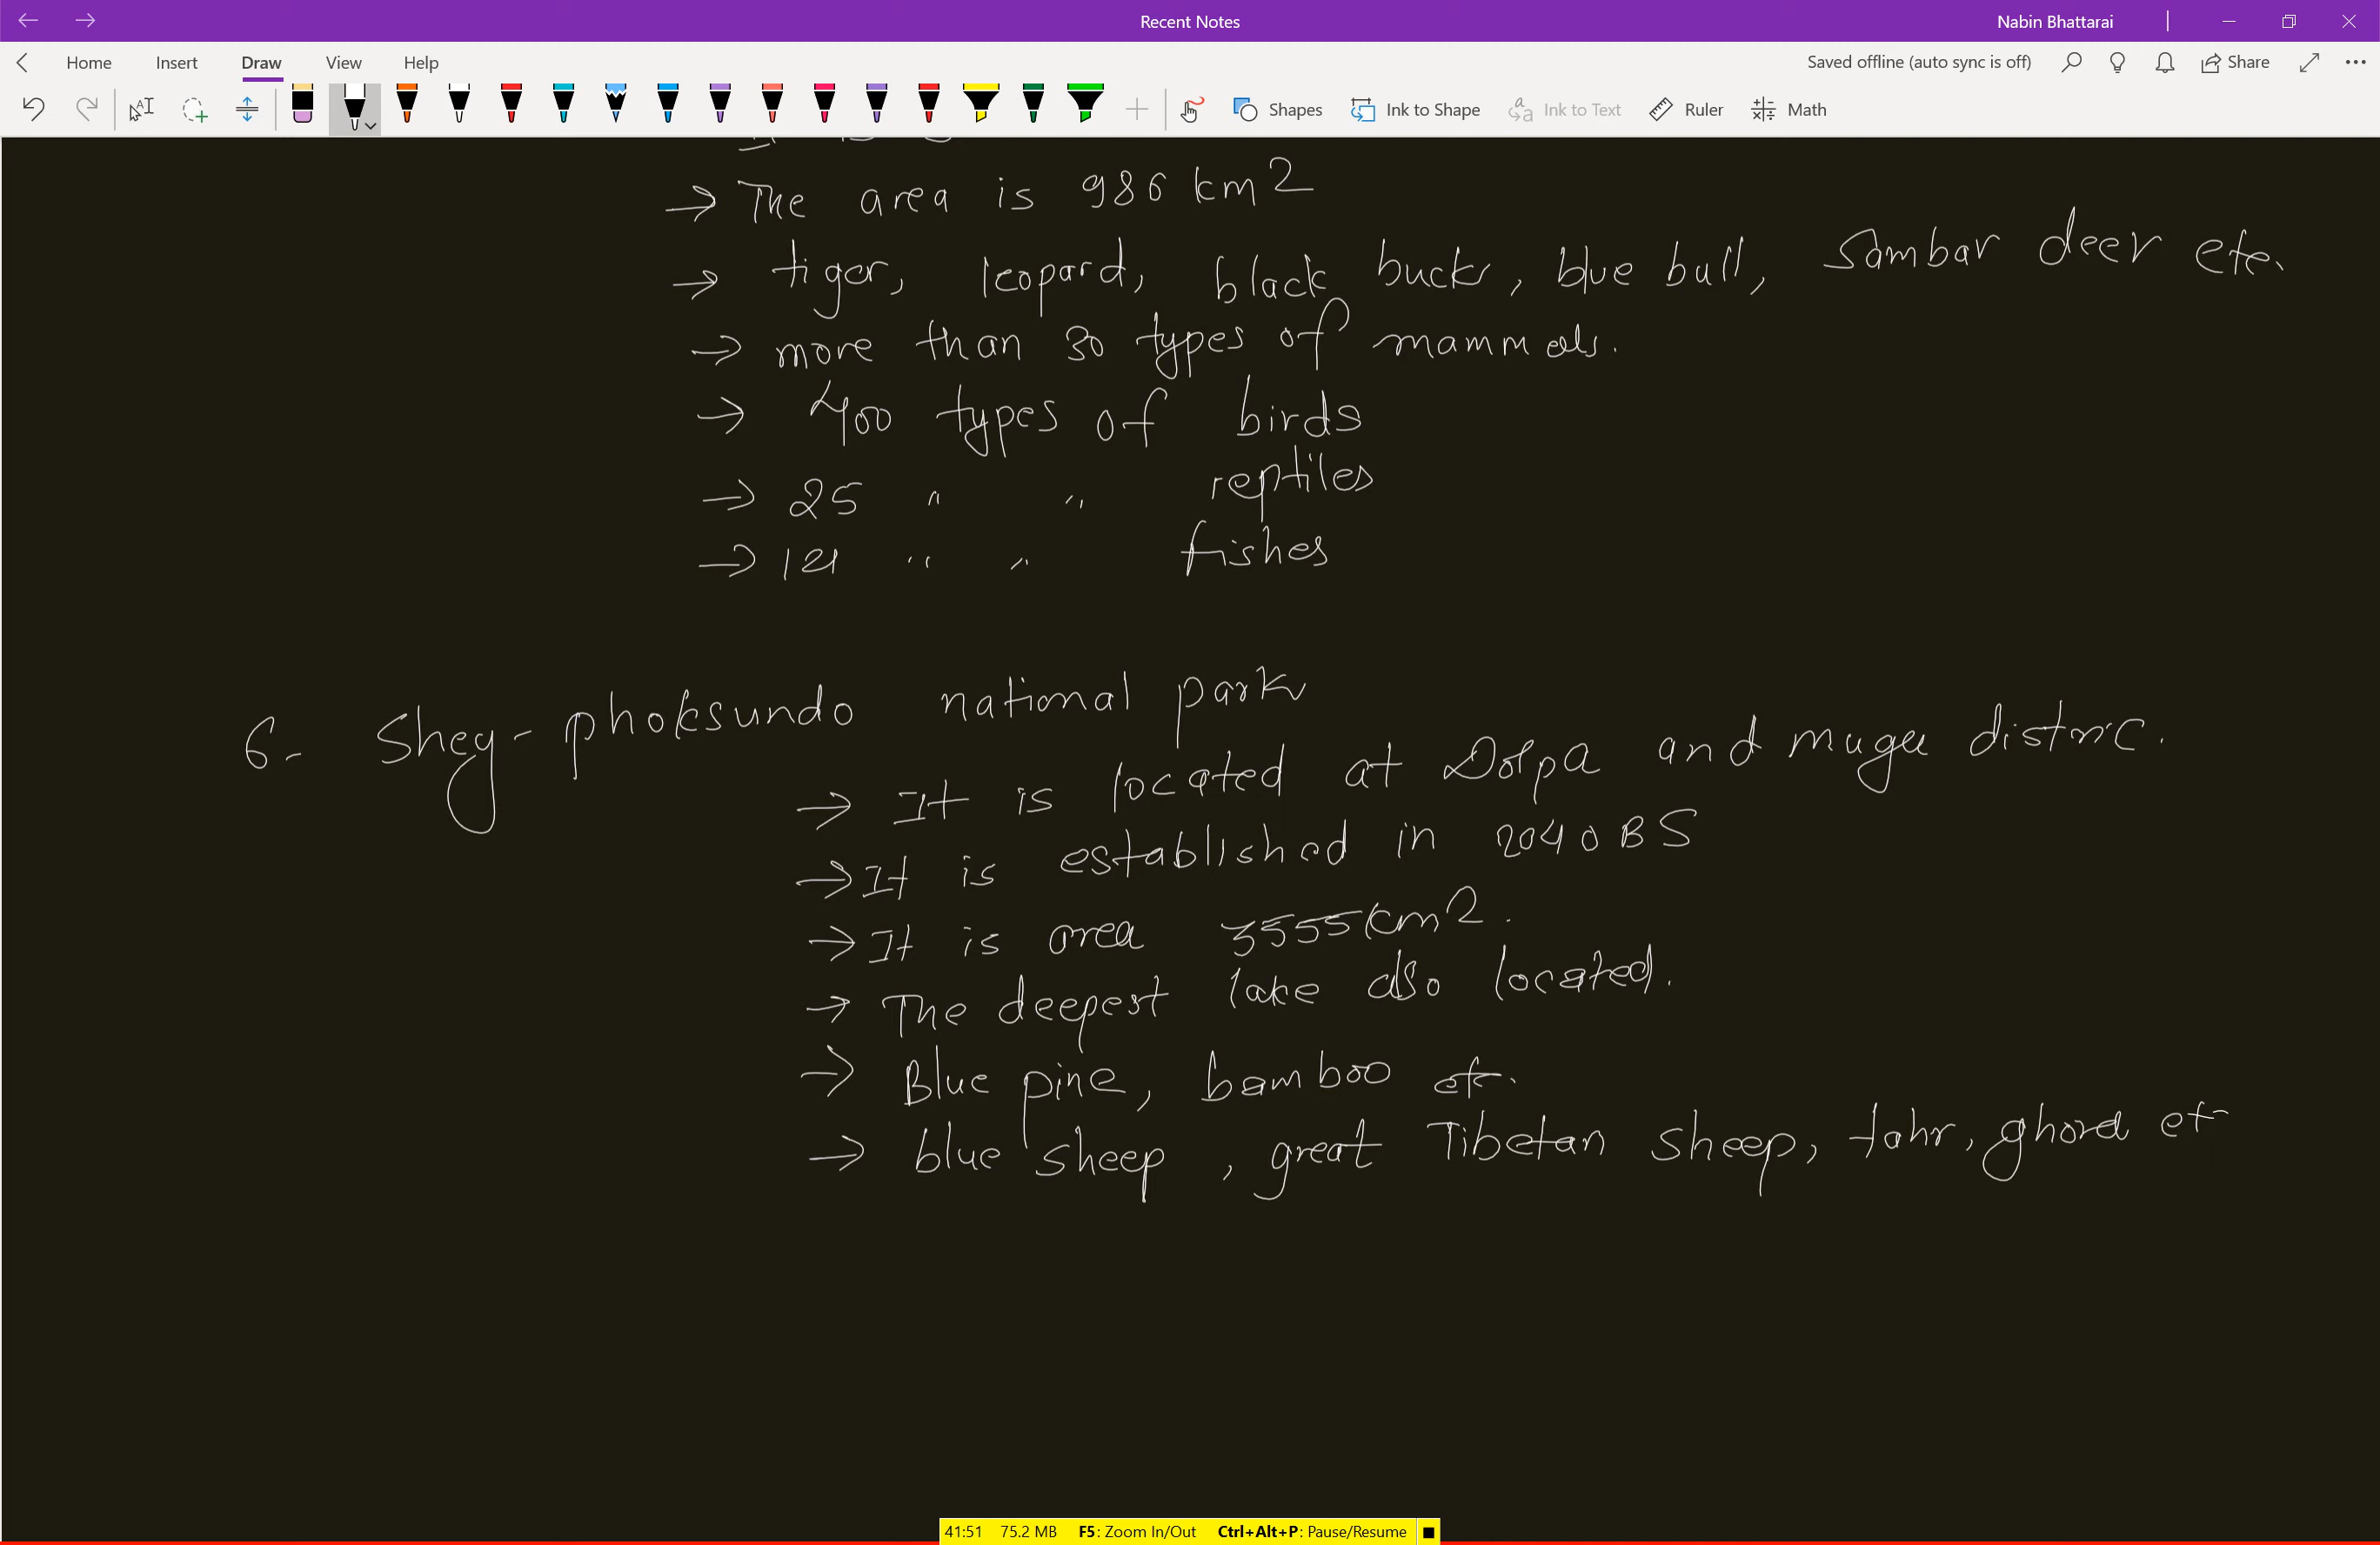 Recent Notes Nabin Bhattarai
Home Insert Draw View Help Saved offline (auto sync is off) Share
Shapes Ink to Shape Ink to Text Ruler Math
→ The area is 986 km2
→ tiger, leopard, black bucks, blue bull, Sambar deer etc.
→ more than 30 types of mammals.
→ 400 types of birds
→ 25 " " reptiles
→ 121 " " fishes
6. Shey-phoksundo national park
→ It is located at Dolpa and mugu distric.
→ It is established in 2040 BS
→ It is area 3555 km2.
→ The deepest lake also located.
→ Blue pine, bamboo etc.
→ blue sheep, great Tibetan sheep, tahr, ghoral etc
41:51 75.2 MB F5: Zoom In/Out Ctrl+Alt+P: Pause/Resume